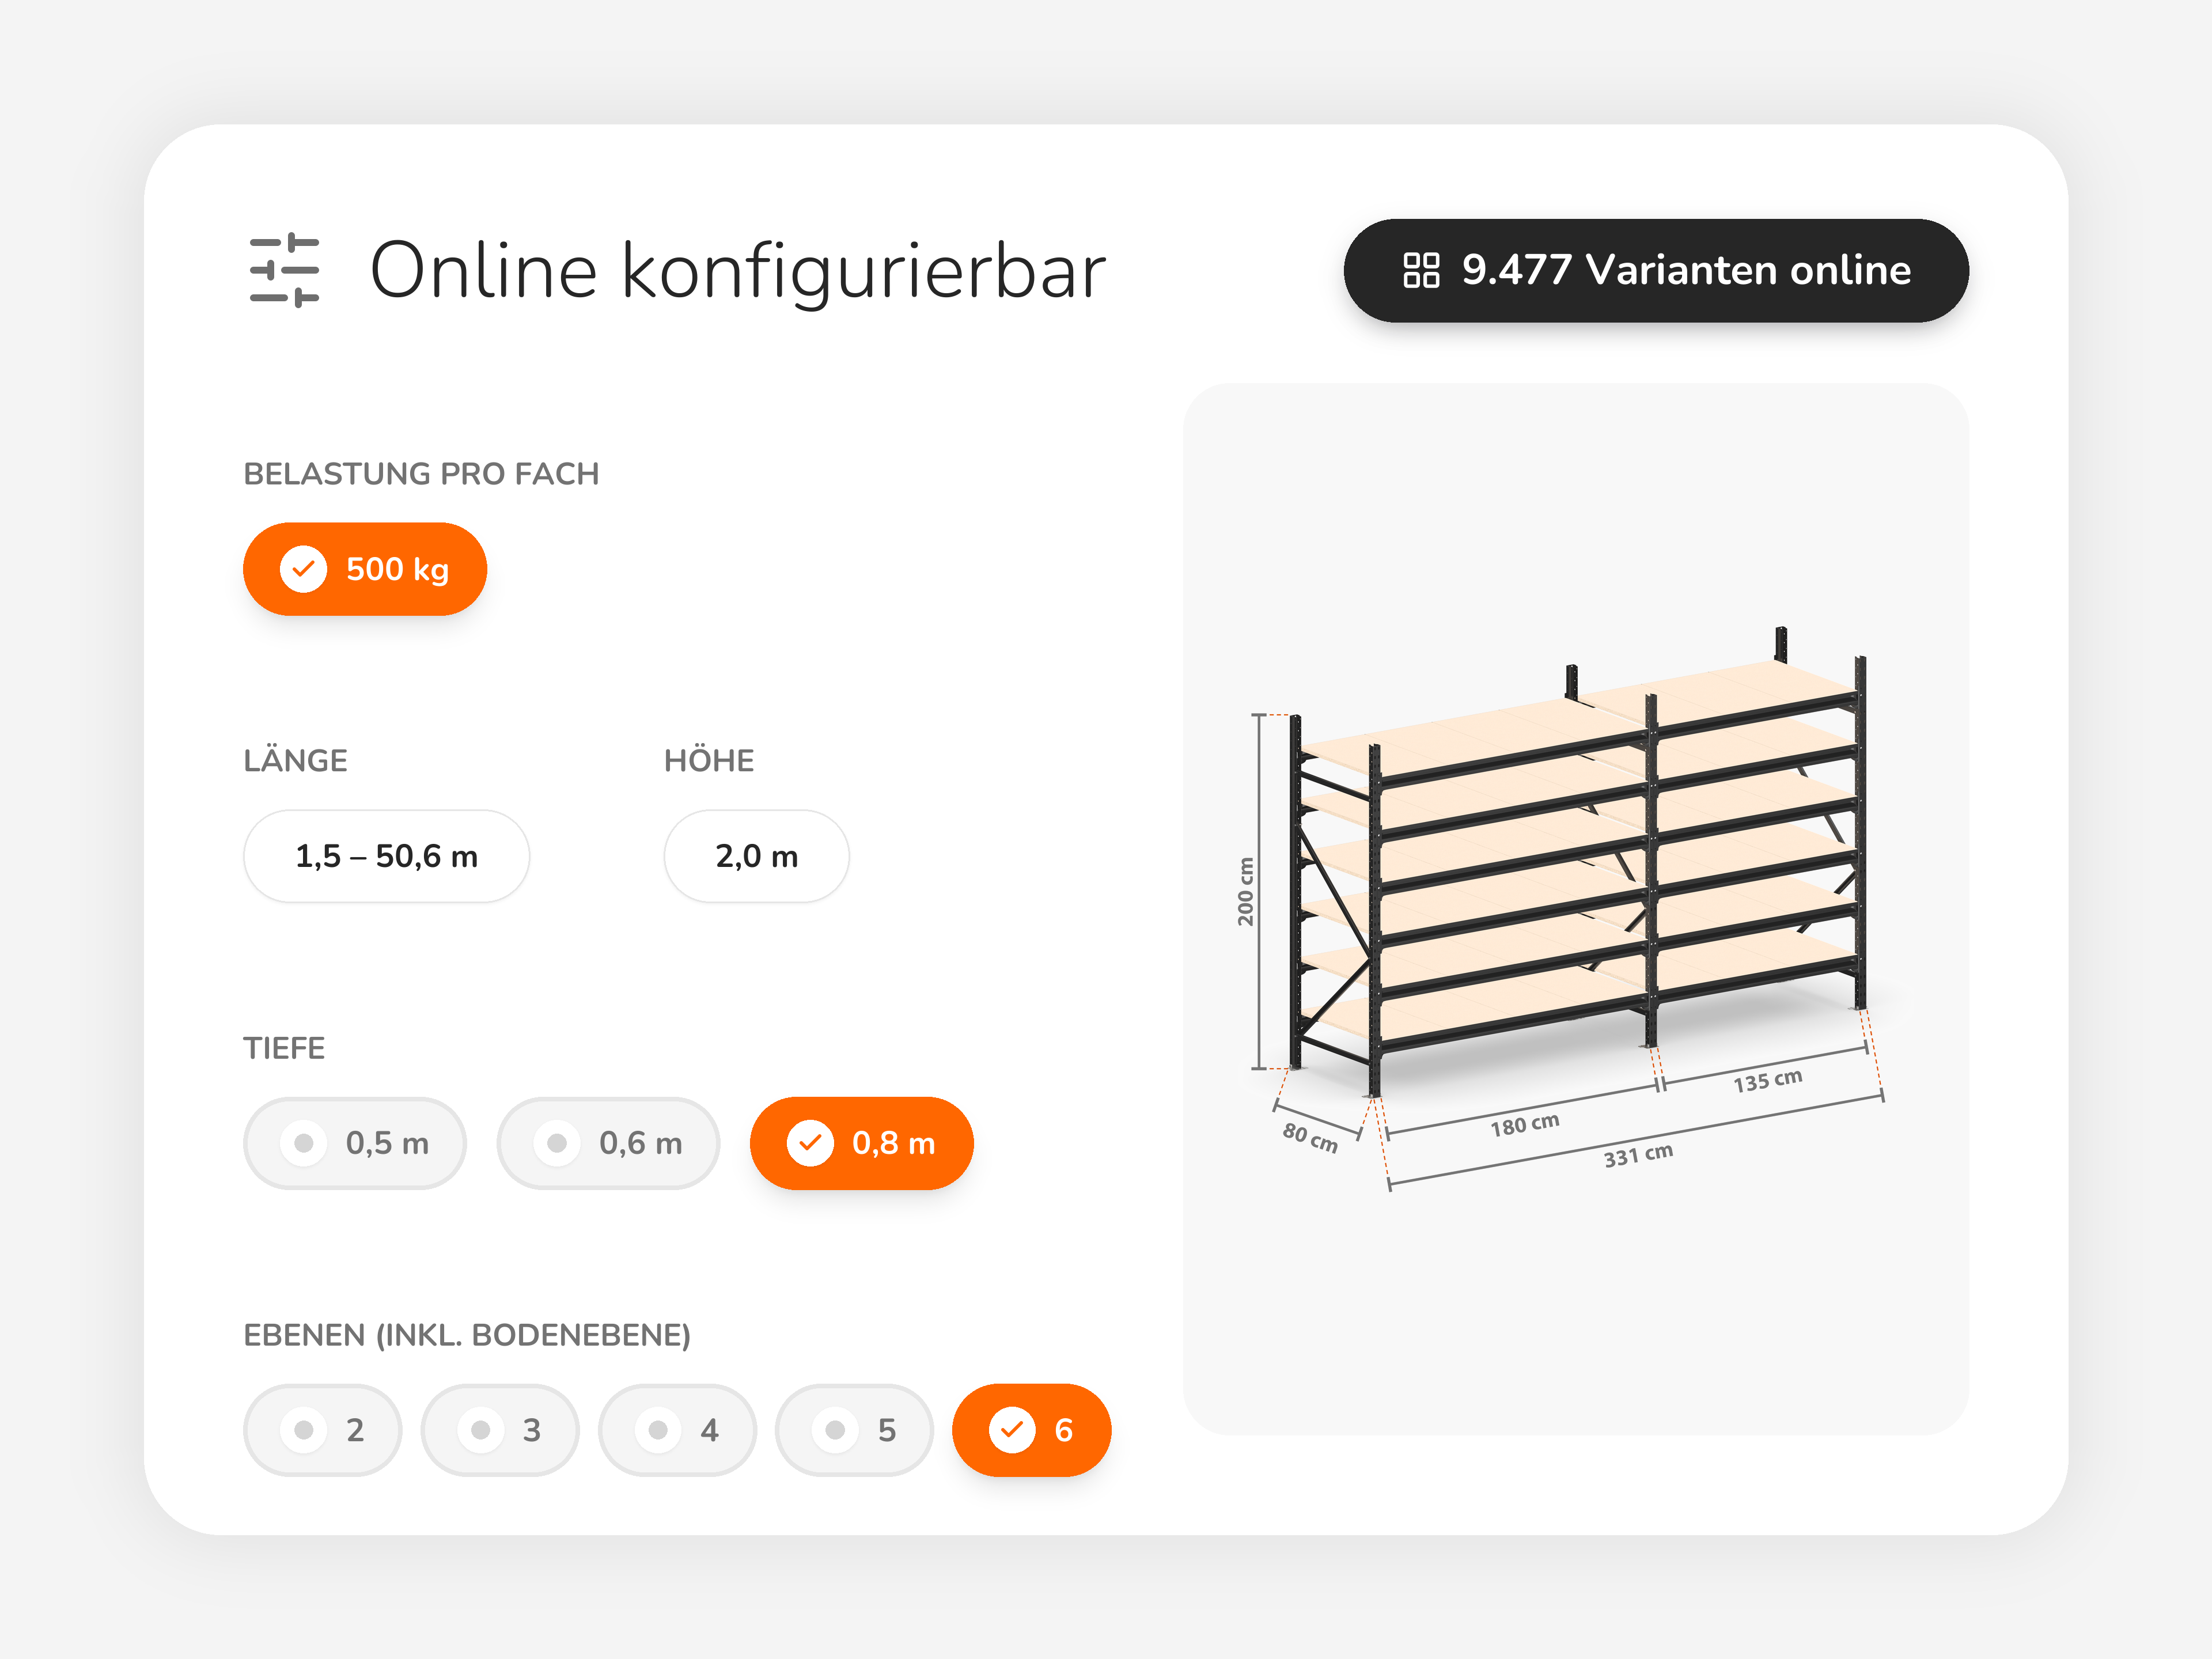 Online konfigurierbar
9.477 Varianten online
BELASTUNG PRO FACH
500 kg
LÄNGE
HÖHE
1,5 – 50,6 m
2,0 m
TIEFE
0,5 m
0,6 m
0,8 m
EBENEN (INKL. BODENEBENE)
2
3
4
5
6
200 cm
80 cm
180 cm
135 cm
331 cm